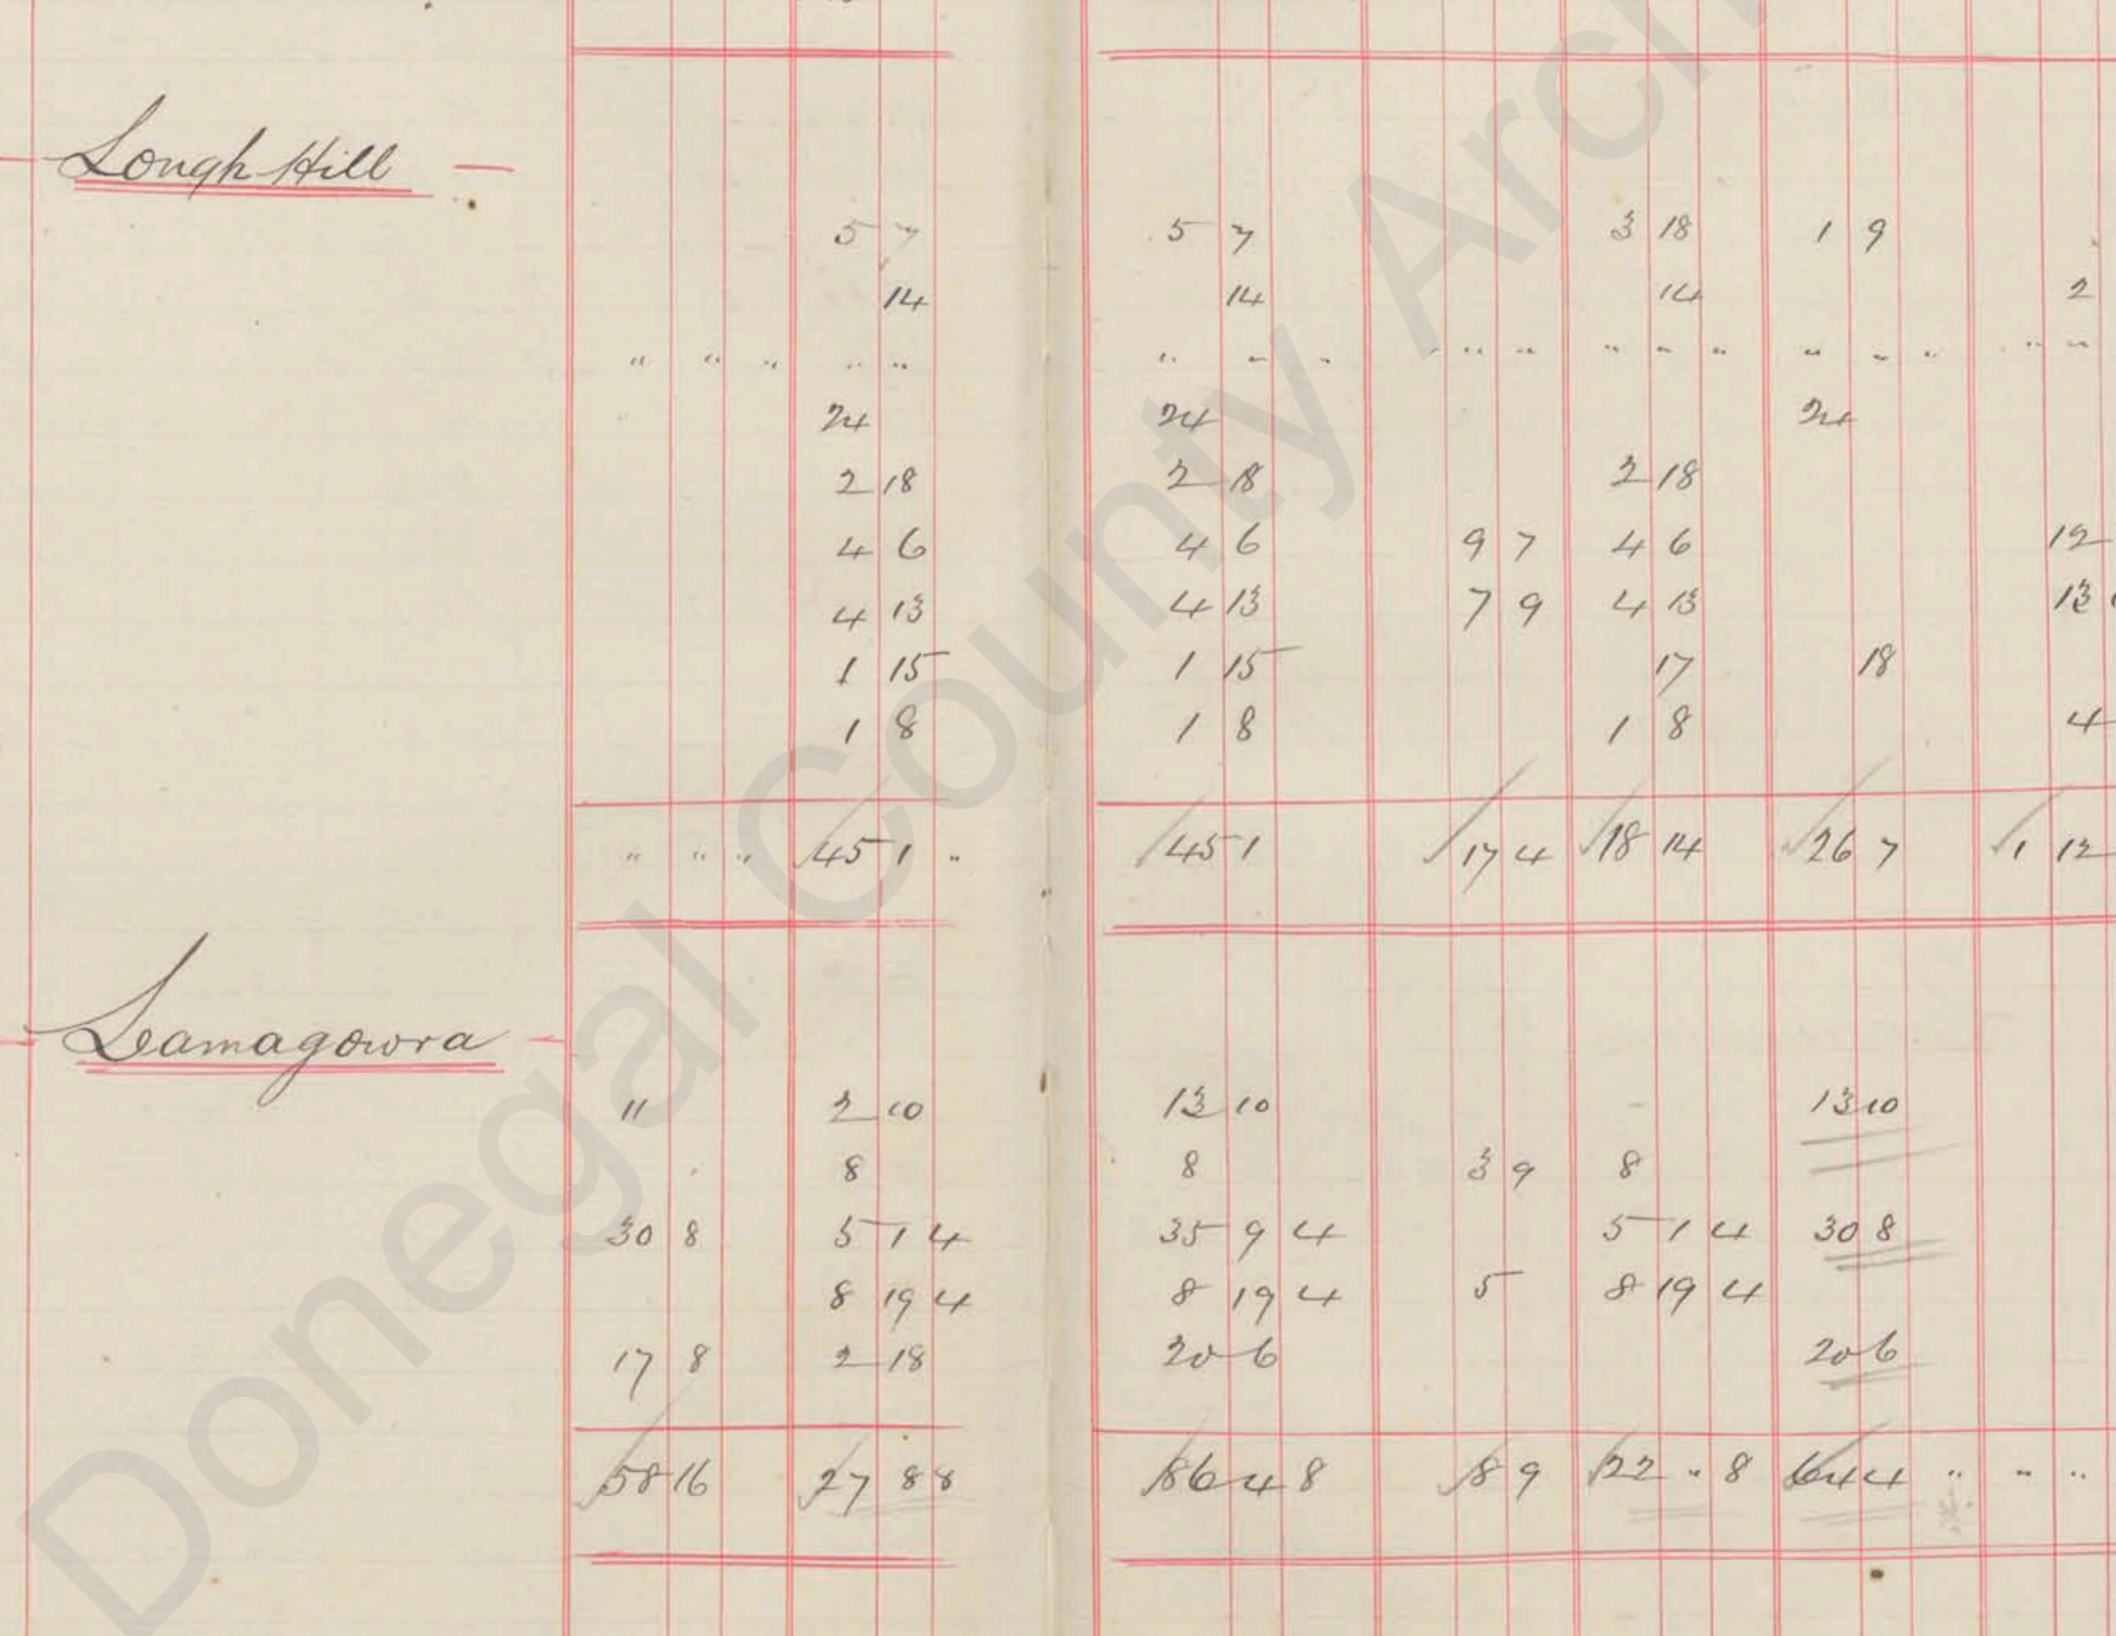 Lough Hill
5 7 5 7 3 18 1 9
14 14 14 2
" " " " " " " " " " " " " " " " " " "
24 24 24
2 18 2 18 2 18
4 6 4 6 9 7 4 6 12
4 13 4 13 7 9 4 13 13
1 15 1 15 17 18
1 8 1 8 1 8 4
" " " 45 1 " 45 1 17 4 18 14 26 7 1 12
Lamagowra
11 2 10 13 10 13 10
8 8 3 9 8
30 8 5 1 4 35 9 4 5 1 4 30 8
8 19 4 8 19 4 5 8 19 4
17 8 2 18 20 6 20 6
58 16 27 8 8 86 4 8 8 9 22 " 8 64 4 " " "
Donegal County Arch